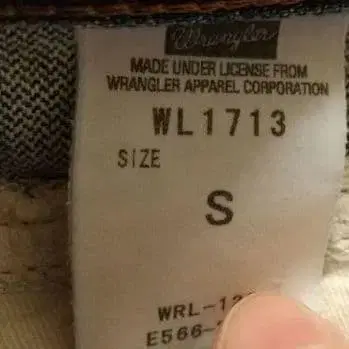 Wrangler
MADE UNDER LICENSE FROM
WRANGLER APPAREL CORPORATION
WL1713
SIZE
S